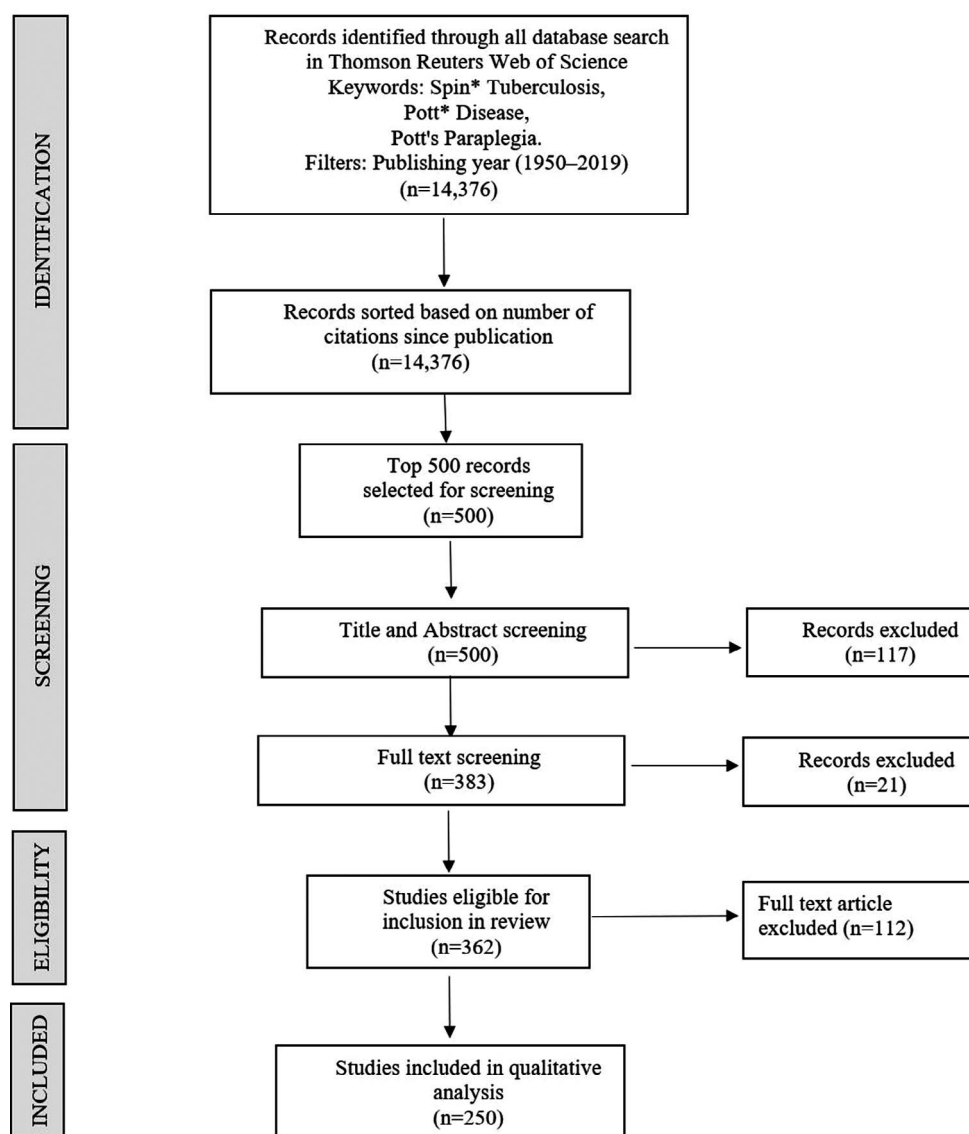 IDENTIFICATION
Records identified through all database search
in Thomson Reuters Web of Science
Keywords: Spin* Tuberculosis,
Pott* Disease,
Pott's Paraplegia.
Filters: Publishing year (1950–2019)
(n=14,376)
Records sorted based on number of
citations since publication
(n=14,376)
SCREENING
Top 500 records
selected for screening
(n=500)
Title and Abstract screening
(n=500)
Records excluded
(n=117)
Full text screening
(n=383)
Records excluded
(n=21)
ELIGIBILITY
Studies eligible for
inclusion in review
(n=362)
Full text article
excluded (n=112)
INCLUDED
Studies included in qualitative
analysis
(n=250)